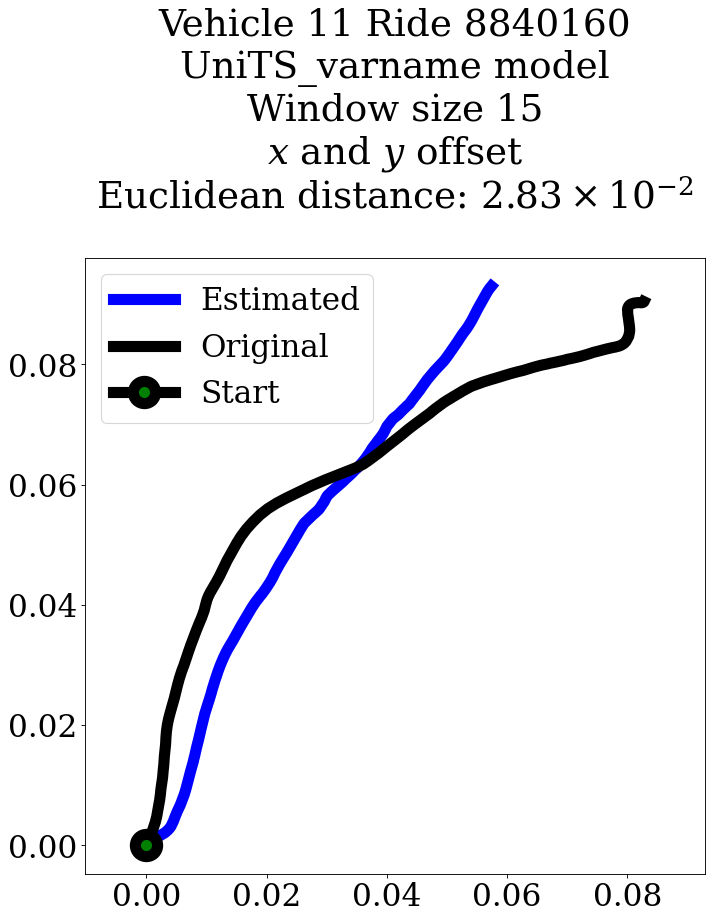 Vehicle 11 Ride 8840160
UniTS_varname model
Window size 15
x and y offset
Euclidean distance: 2.83 × 10⁻²
Estimated
Original
Start
0.08
0.06
0.04
0.02
0.00
0.00 0.02 0.04 0.06 0.08